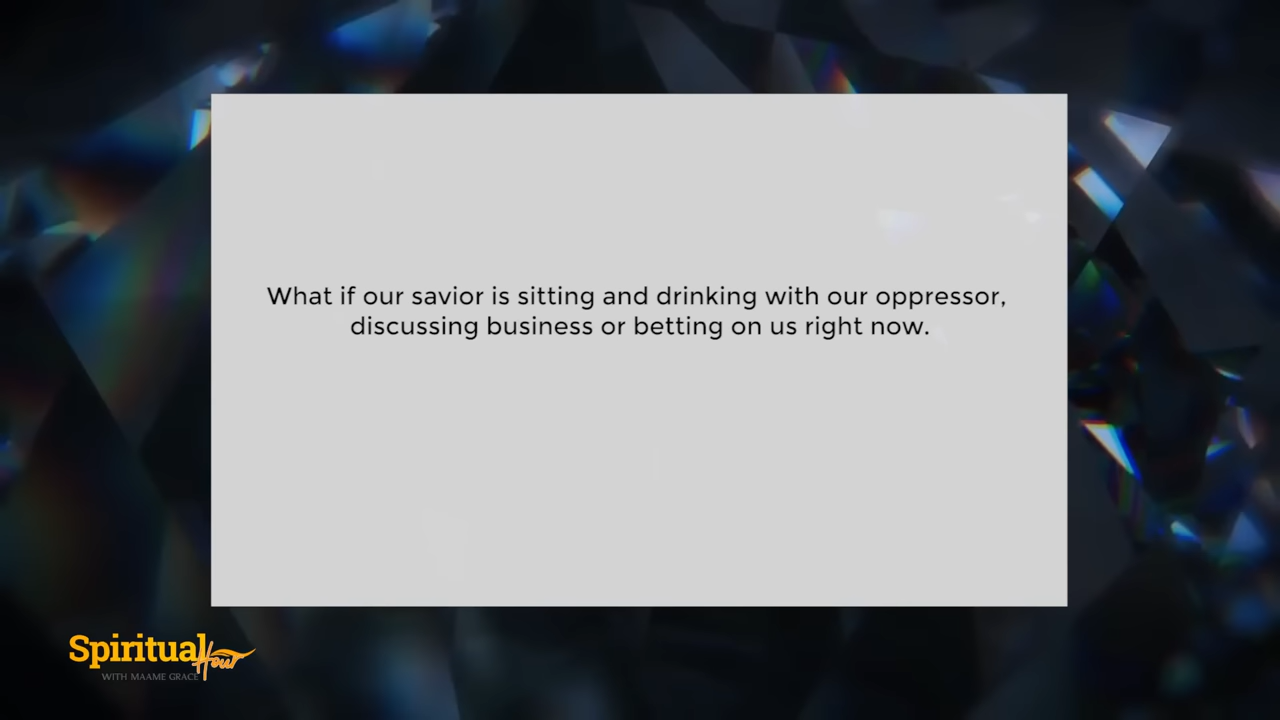 What if our savior is sitting and drinking with our oppressor,
discussing business or betting on us right now.
Spiritual Hour
WITH MAAME GRACE